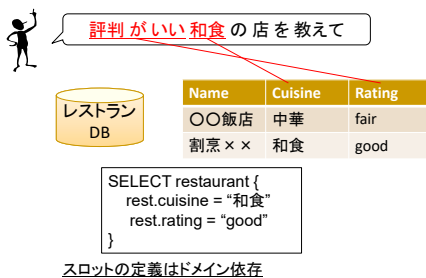 評判がいい和食の店を教えて
レストラン
DB
Name Cuisine Rating
〇〇飯店 中華 fair
割烹×× 和食 good
SELECT restaurant {
rest.cuisine = “和食”
rest.rating = “good”
}
スロットの定義はドメイン依存